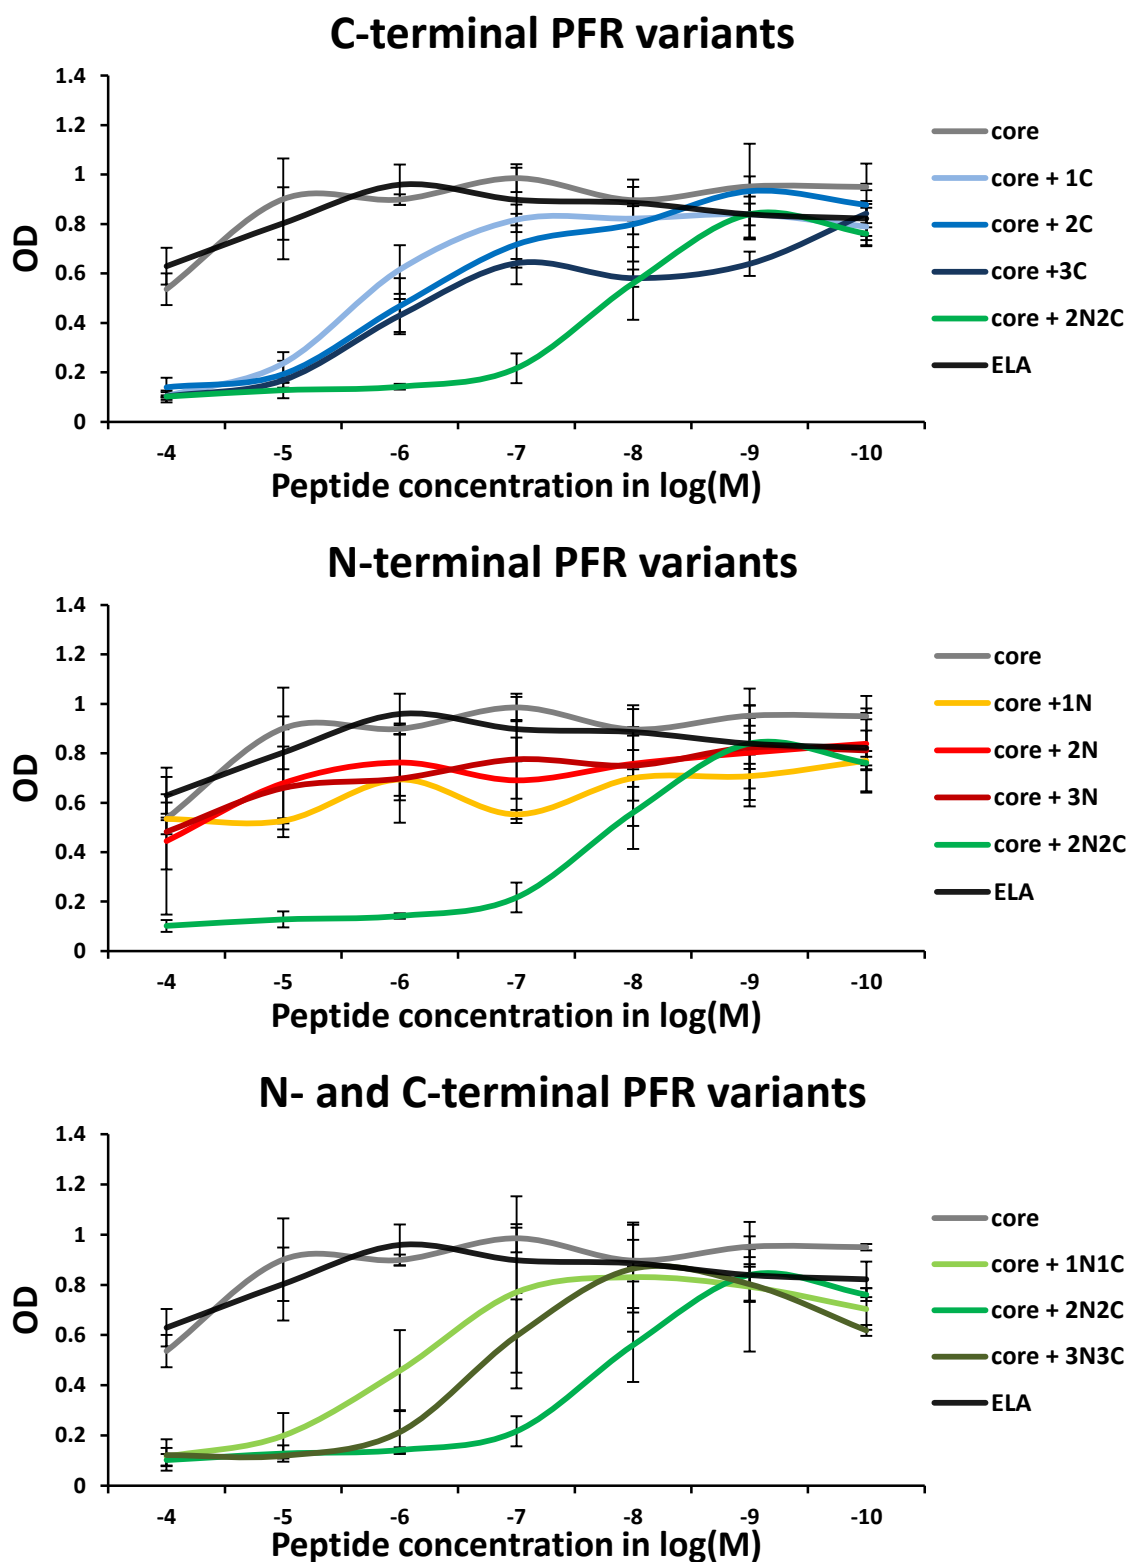 C-terminal PFR variants
1.4
1.2
1
0.8
0.6
0.4
0.2
0
OD
-4 -5 -6 -7 -8 -9 -10
Peptide concentration in log(M)
core
core + 1C
core + 2C
core +3C
core + 2N2C
ELA
N-terminal PFR variants
1.4
1.2
1
0.8
0.6
0.4
0.2
0
OD
-4 -5 -6 -7 -8 -9 -10
Peptide concentration in log(M)
core
core +1N
core + 2N
core + 3N
core + 2N2C
ELA
N- and C-terminal PFR variants
1.4
1.2
1
0.8
0.6
0.4
0.2
0
OD
-4 -5 -6 -7 -8 -9 -10
Peptide concentration in log(M)
core
core + 1N1C
core + 2N2C
core + 3N3C
ELA